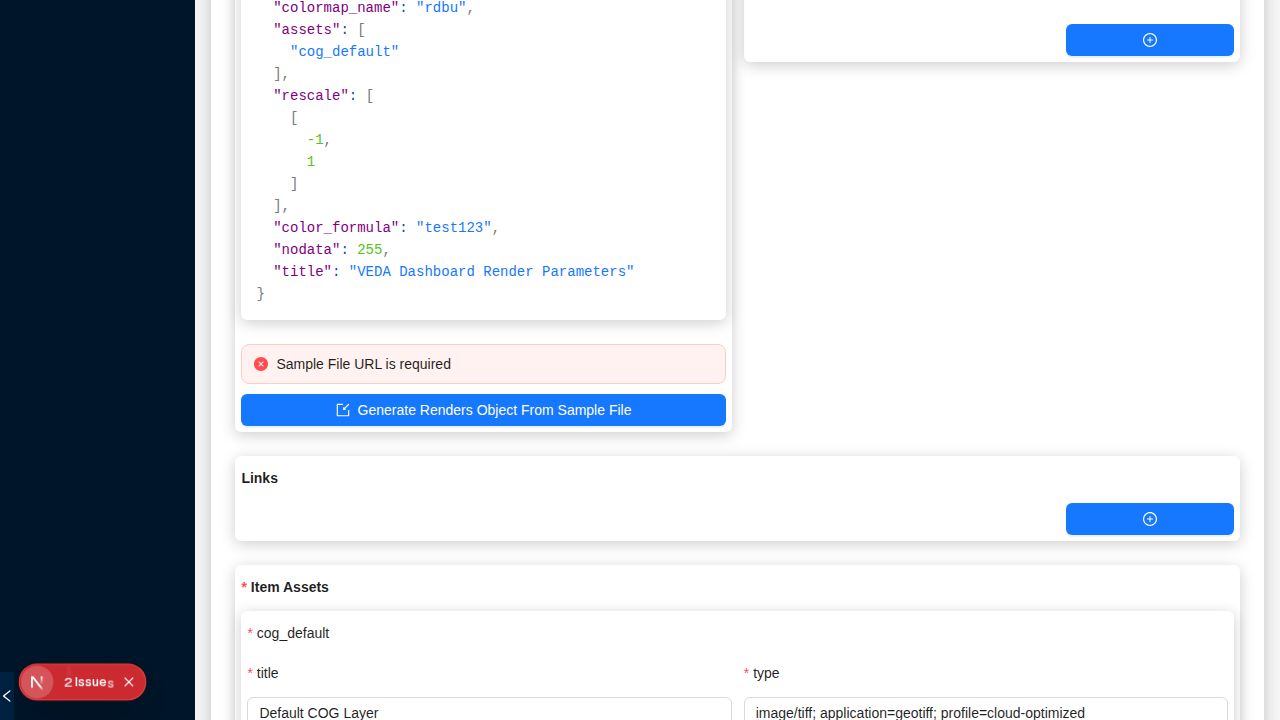 "colormap_name": "rdbu",
"assets": [
"cog_default"
],
"rescale": [
[
-1,
1
]
],
"color_formula": "test123",
"nodata": 255,
"title": "VEDA Dashboard Render Parameters"
}
Sample File URL is required
Generate Renders Object From Sample File
Links
* Item Assets
* cog_default
* title
* type
Default COG Layer
image/tiff; application=geotiff; profile=cloud-optimized
N 2 Issues